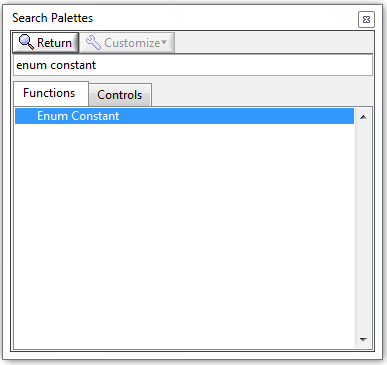 Search Palettes
Return Customize
enum constant
Functions Controls
Enum Constant